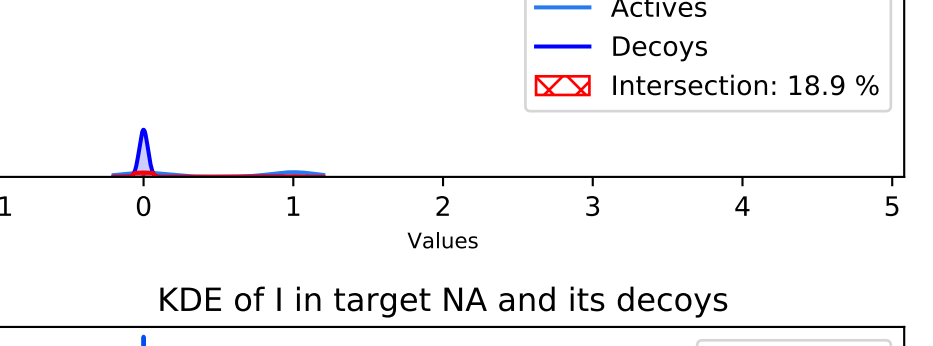 Actives
Decoys
Intersection: 18.9 %
1 0 1 2 3 4 5
Values
KDE of I in target NA and its decoys